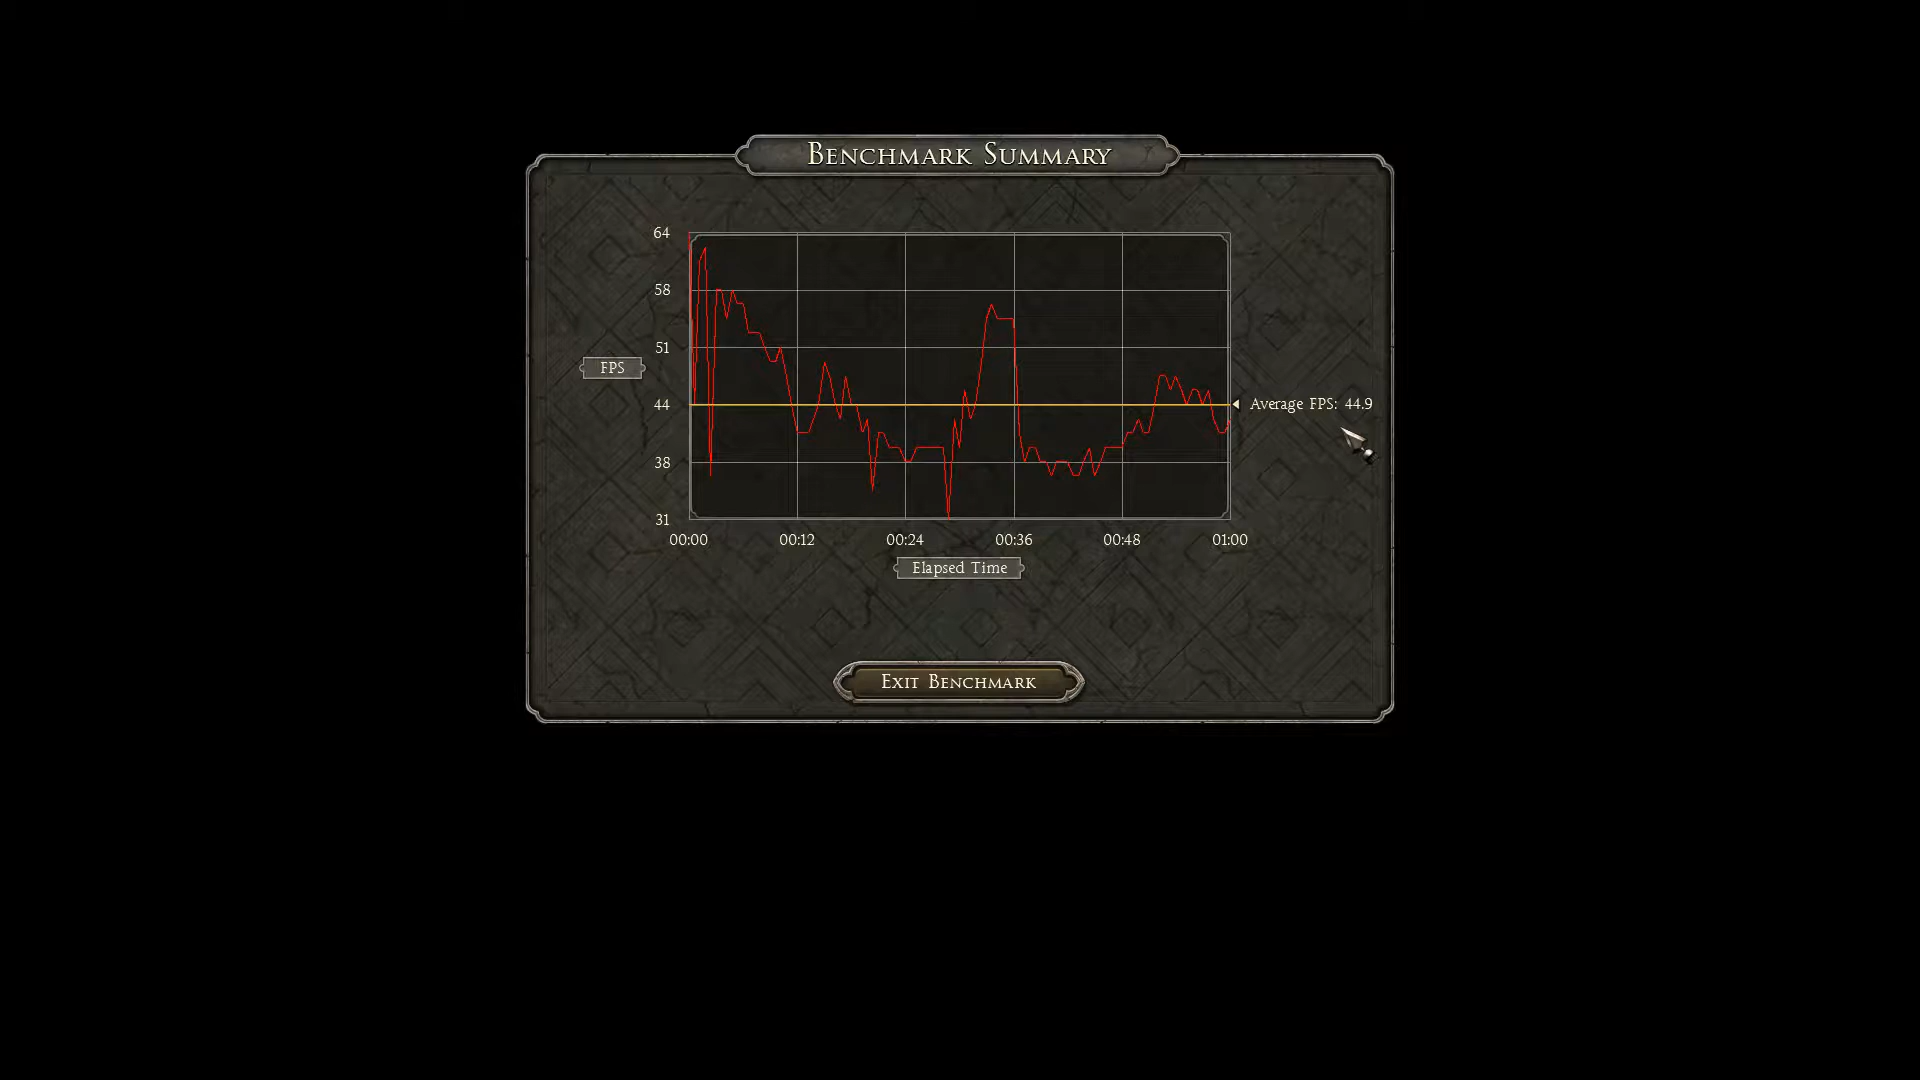 Benchmark Summary
64
58
51
FPS
44
Average FPS: 44.9
38
31
00:00 00:12 00:24 00:36 00:48 01:00
Elapsed Time
Exit Benchmark